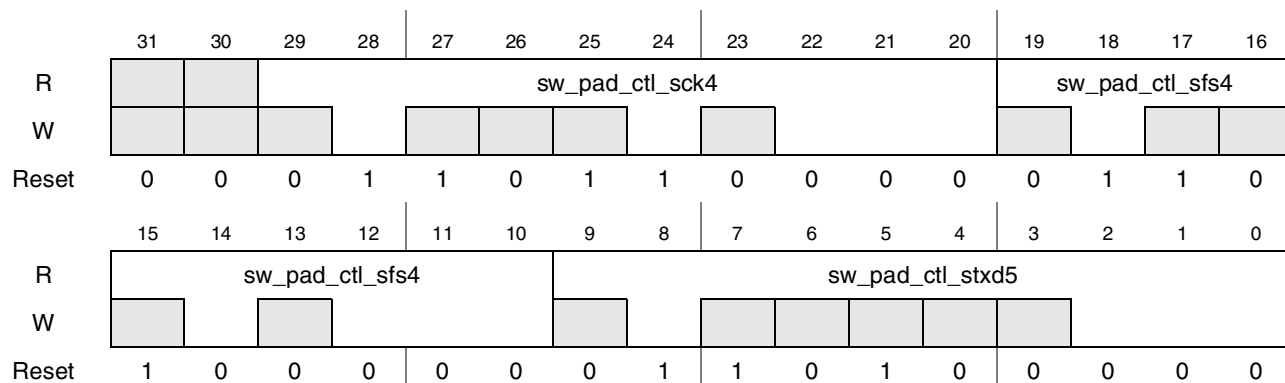 31 30 29 28 27 26 25 24 23 22 21 20 19 18 17 16
R sw_pad_ctl_sck4 sw_pad_ctl_sfs4
W
Reset 0 0 0 1 1 0 1 1 0 0 0 0 0 1 1 0
15 14 13 12 11 10 9 8 7 6 5 4 3 2 1 0
R sw_pad_ctl_sfs4 sw_pad_ctl_stxd5
W
Reset 1 0 0 0 0 0 0 1 1 0 1 0 0 0 0 0